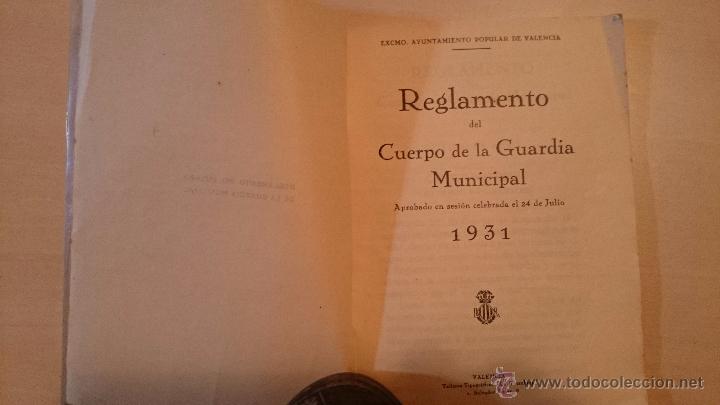 EXCMO. AYUNTAMIENTO POPULAR DE VALENCIA
Reglamento
del
Cuerpo de la Guardia
Municipal
Aprobado en sesión celebrada el 24 de Julio
1931
VALENCIA
Talleres
www.todocoleccion.net